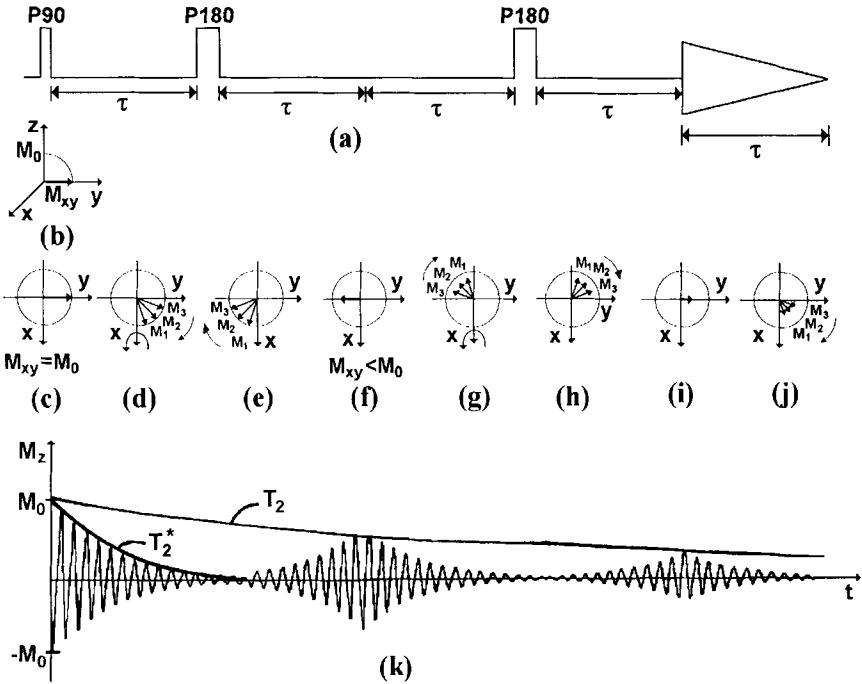 P90 P180 P180
τ τ τ τ
(a)
τ
z
M₀
Mxy y
x
(b)
y y y y y y y y
M₃ M₂ M₁
M₃ M₂ M₁
M₁ M₂ M₃
M₁ M₂ M₃
y
M₃ M₂ M₁
x x x x x x x x
Mxy=M₀ Mxy<M₀
(c) (d) (e) (f) (g) (h) (i) (j)
Mz
M₀
T₂
T₂*
t
-M₀
(k)